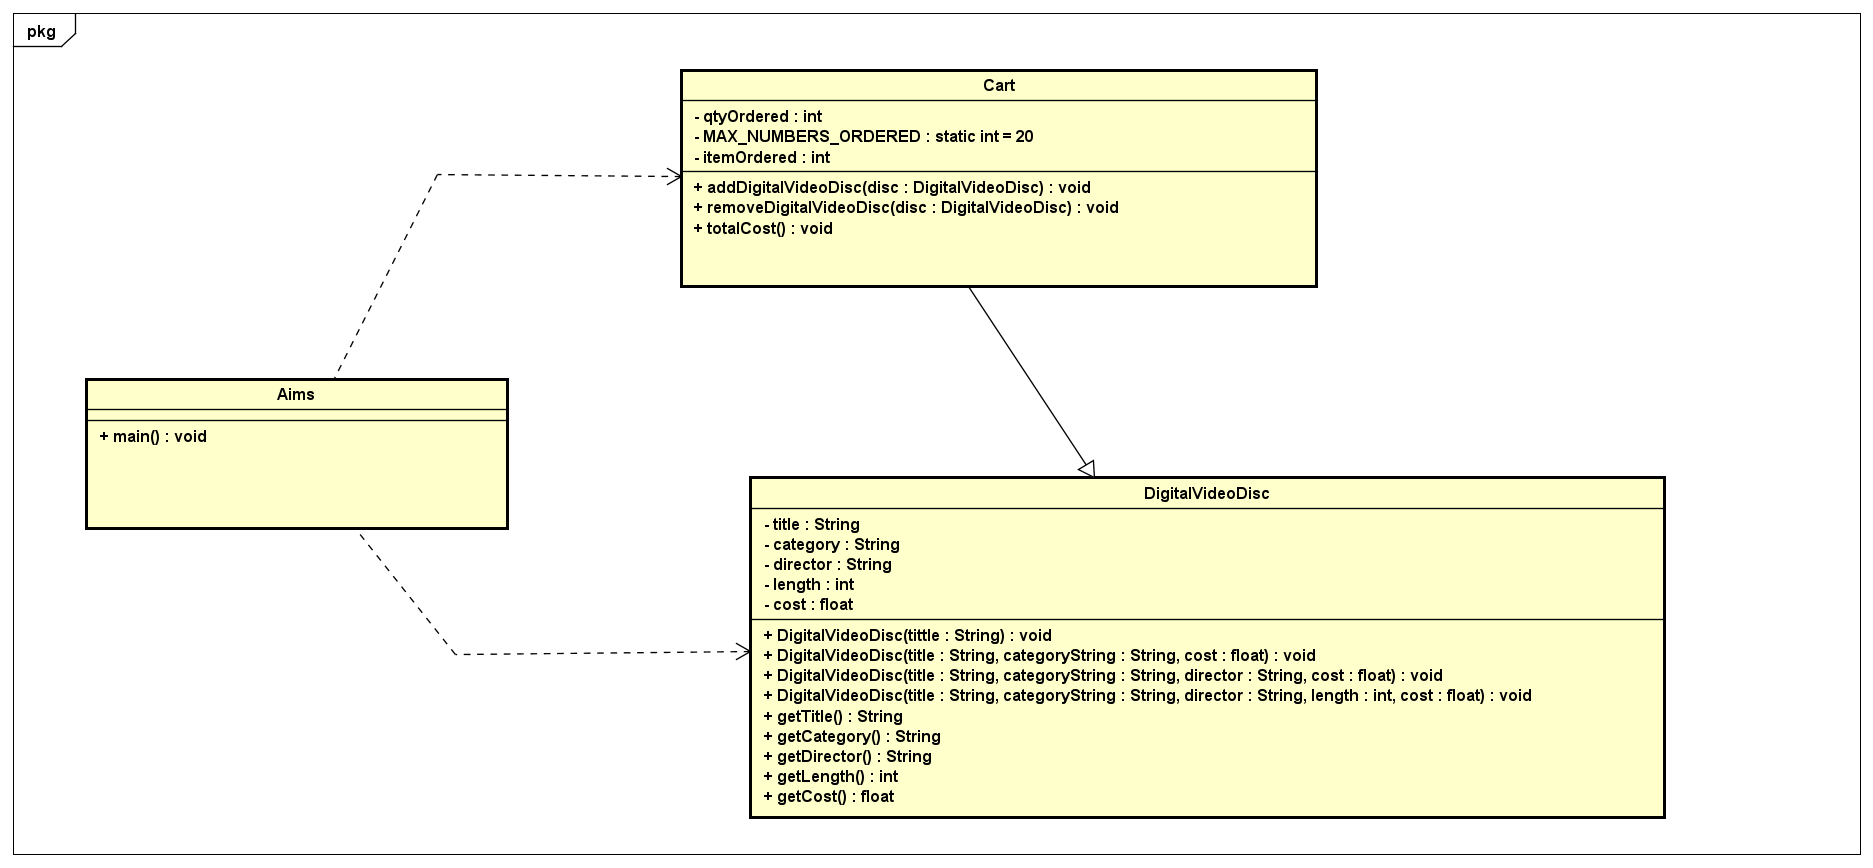 pkg
Cart
- qtyOrdered : int
- MAX_NUMBERS_ORDERED : static int = 20
- itemOrdered : int
+ addDigitalVideoDisc(disc : DigitalVideoDisc) : void
+ removeDigitalVideoDisc(disc : DigitalVideoDisc) : void
+ totalCost() : void
Aims
+ main() : void
DigitalVideoDisc
- title : String
- category : String
- director : String
- length : int
- cost : float
+ DigitalVideoDisc(tittle : String) : void
+ DigitalVideoDisc(title : String, categoryString : String, cost : float) : void
+ DigitalVideoDisc(title : String, categoryString : String, director : String, cost : float) : void
+ DigitalVideoDisc(title : String, categoryString : String, director : String, length : int, cost : float) : void
+ getTitle() : String
+ getCategory() : String
+ getDirector() : String
+ getLength() : int
+ getCost() : float